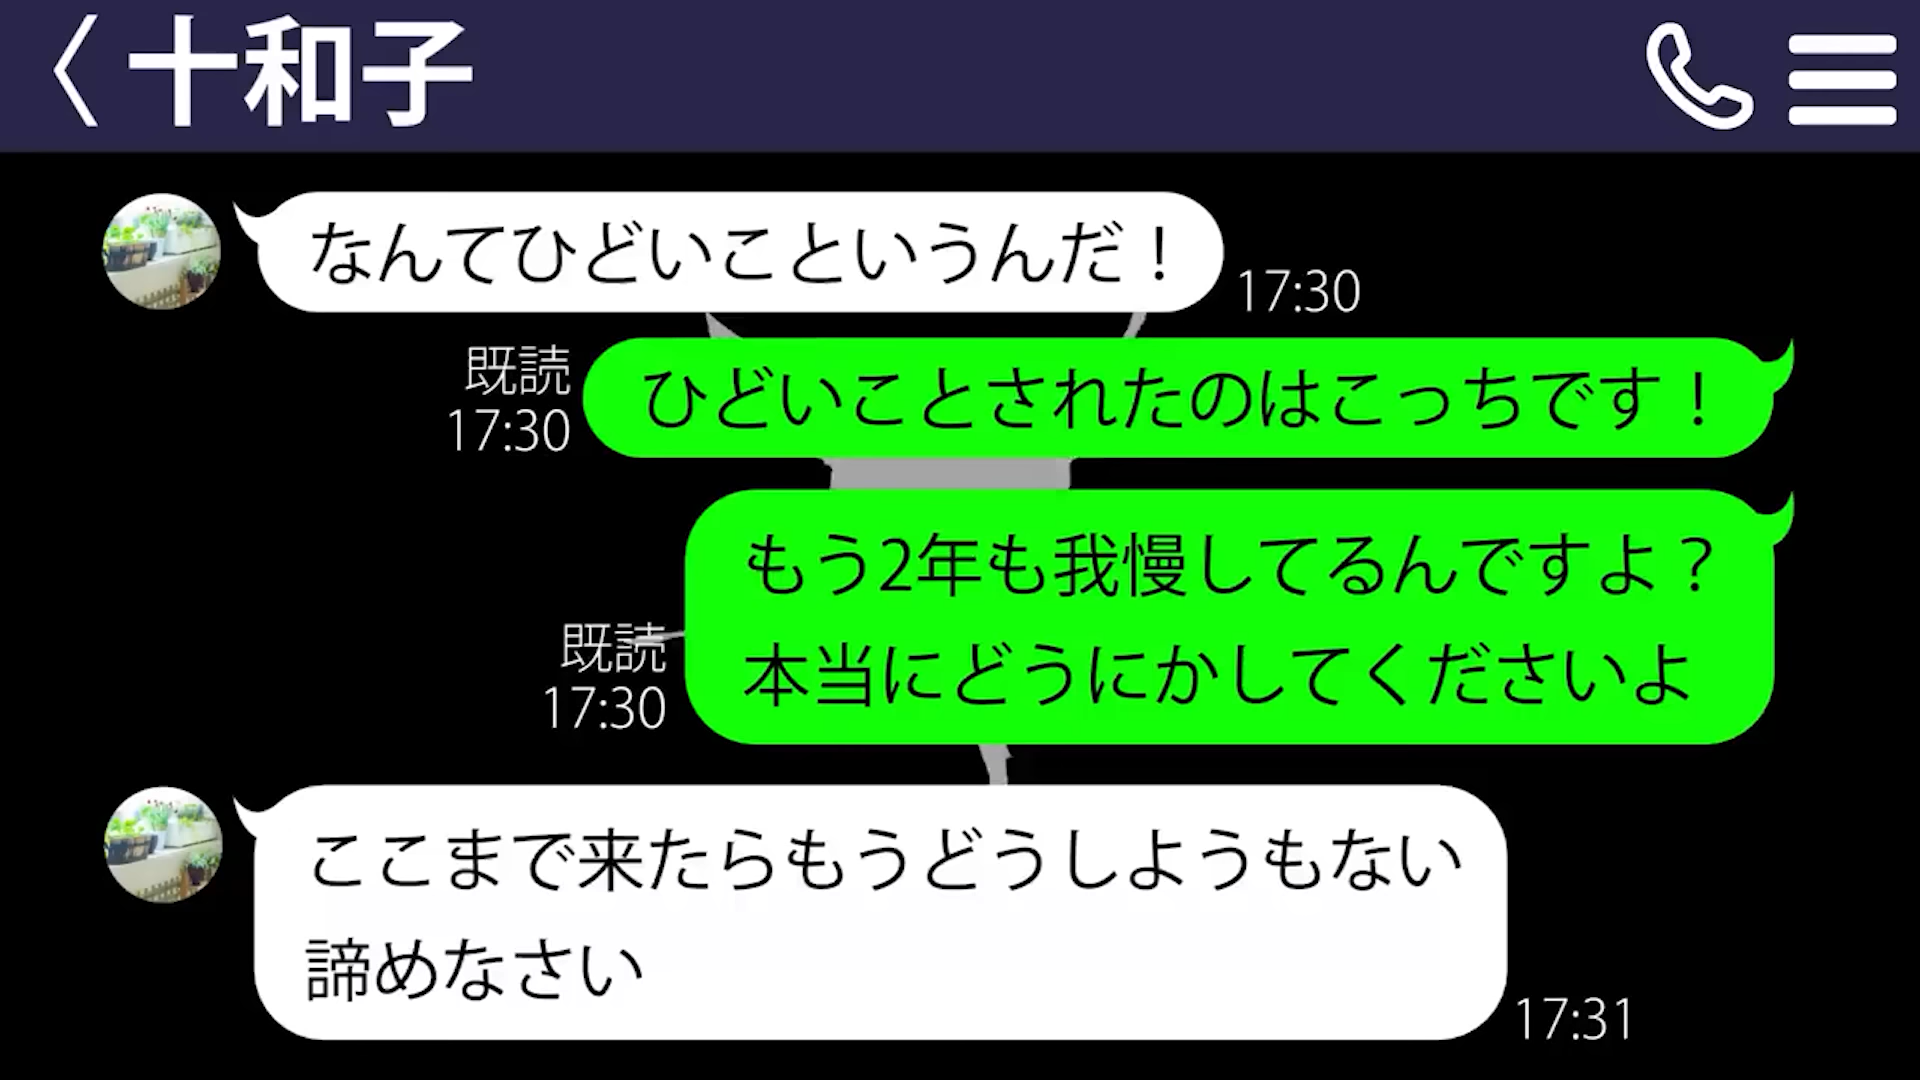 十和子
なんてひどいこというんだ！
17:30
ひどいことされたのはこっちです！
既読
17:30
もう2年も我慢してるんですよ？
本当にどうにかしてくださいよ
既読
17:30
ここまで来たらもうどうしようもない
諦めなさい
17:31